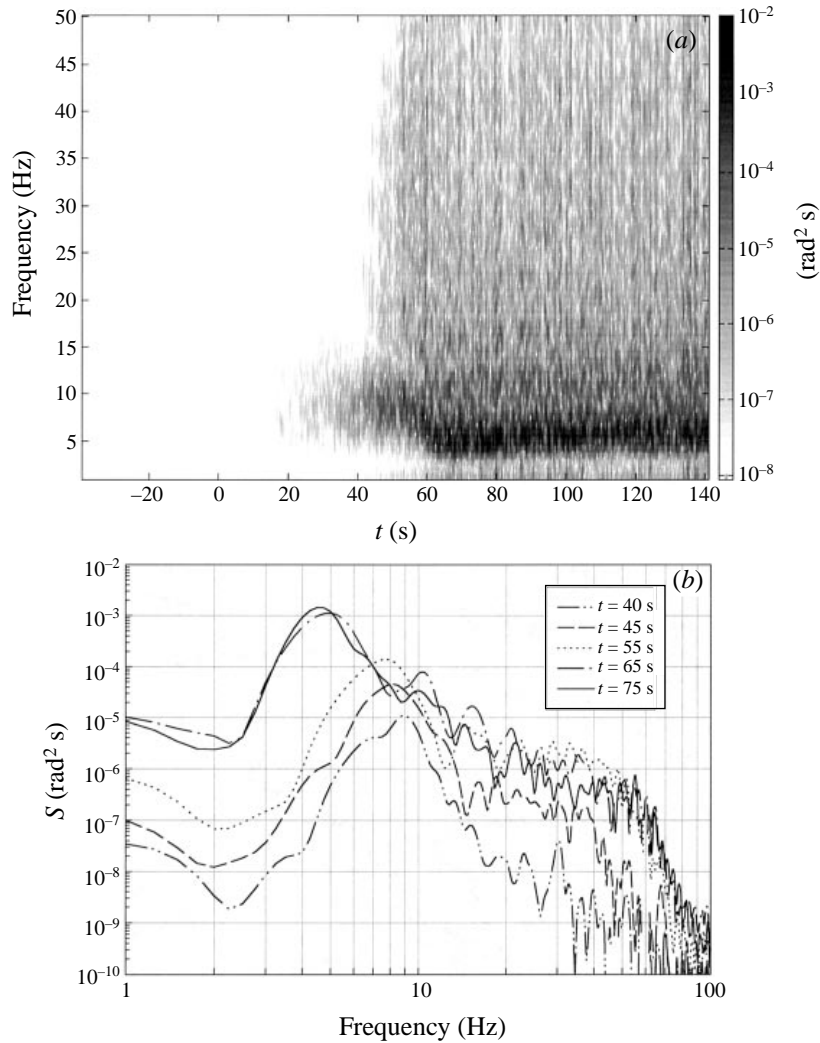 (a)
Frequency (Hz)
50
45
40
35
30
25
20
15
10
5
–20 0 20 40 60 80 100 120 140
t (s)
10–2
10–3
10–4
10–5
10–6
10–7
10–8
(rad2 s)
(b)
S (rad2 s)
10–2
10–3
10–4
10–5
10–6
10–7
10–8
10–9
10–10
t = 40 s
t = 45 s
t = 55 s
t = 65 s
t = 75 s
1 10 100
Frequency (Hz)